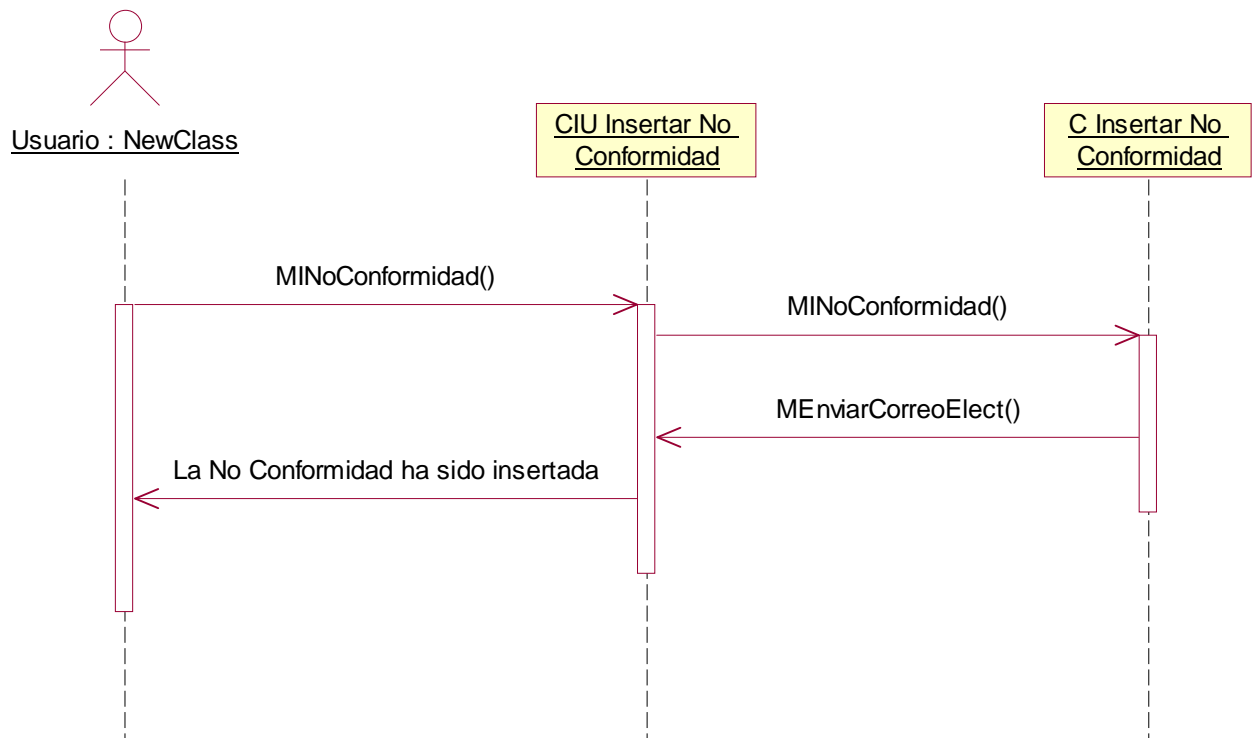 Usuario : NewClass
CIU Insertar No
Conformidad
C Insertar No
Conformidad
MINoConformidad()
MINoConformidad()
MEnviarCorreoElect()
La No Conformidad ha sido insertada